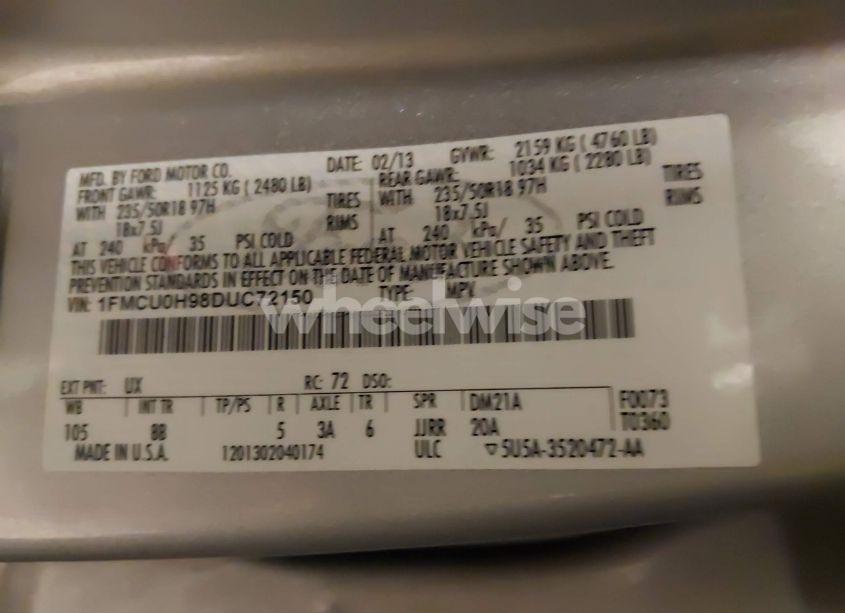 MFD. BY FORD MOTOR CO. DATE: 02/13 GVWR: 2159 KG ( 4760 LB)
FRONT GAWR: 1125 KG ( 2480 LB) REAR GAWR: 1034 KG ( 2280 LB)
WITH 235/50R18 97H TIRES WITH 235/50R18 97H TIRES
18x7.5J RIMS 18x7.5J RIMS
AT 240 kPa/ 35 PSI COLD AT 240 kPa/ 35 PSI COLD
THIS VEHICLE CONFORMS TO ALL APPLICABLE FEDERAL MOTOR VEHICLE SAFETY AND THEFT
PREVENTION STANDARDS IN EFFECT ON THE DATE OF MANUFACTURE SHOWN ABOVE.
VIN: 1FMCU0H98DUC72150 TYPE: MPV
wheelwise
EXT PNT: UX RC: 72 DSO:
WB INT TR TP/PS R AXLE TR SPR DM21A F0073
105 8B 5 3A 6 JJRR 20A T0360
MADE IN U.S.A. 1201302040174 ULC ▽5U5A-3520472-AA